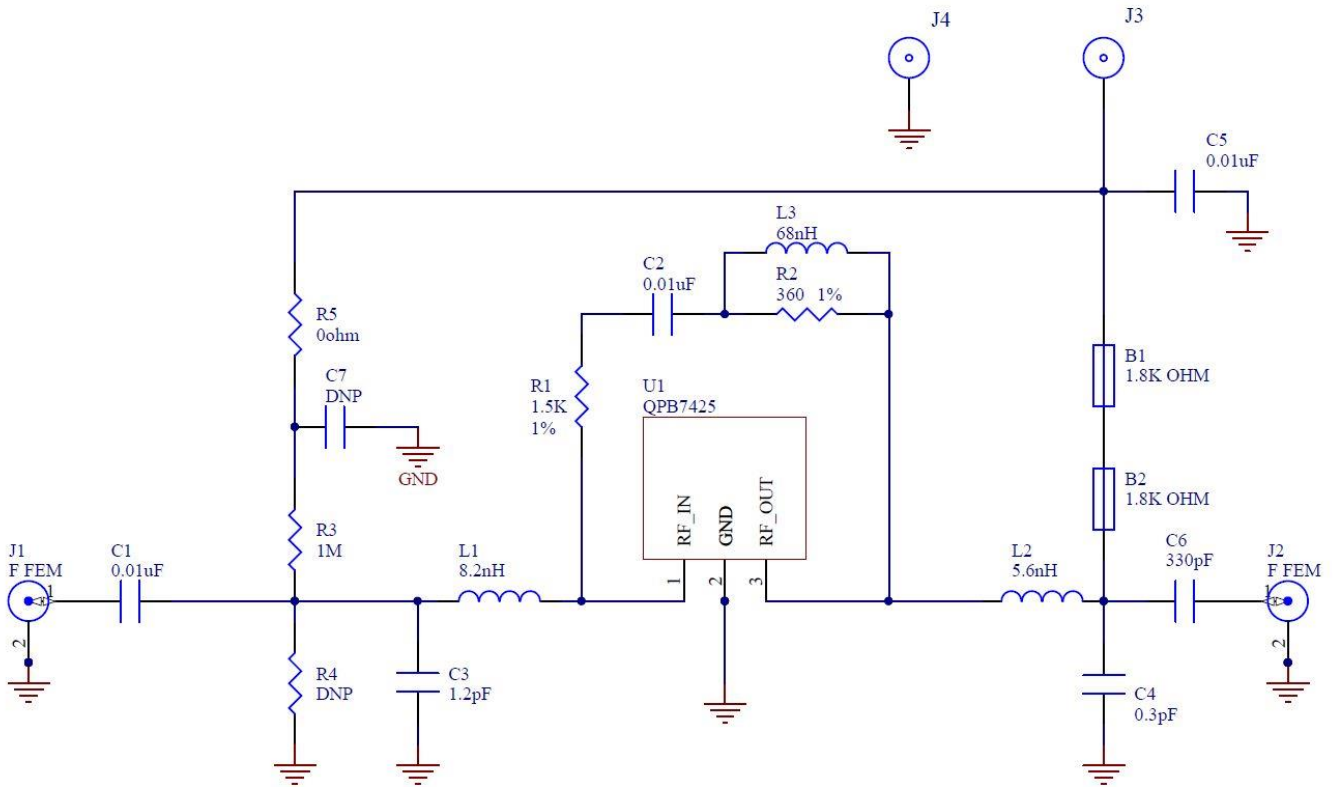 J4
J3
C5
0.01uF
L3
68nH
C2
0.01uF
R2
360 1%
R5
0ohm
B1
1.8K OHM
C7
DNP
R1
1.5K
1%
U1
QPB7425
GND
RF_IN
GND
RF_OUT
B2
1.8K OHM
R3
1M
J1
F FEM
C1
0.01uF
L1
8.2nH
L2
5.6nH
C6
330pF
J2
F FEM
1
1
2
3
1
2
2
R4
DNP
C3
1.2pF
C4
0.3pF